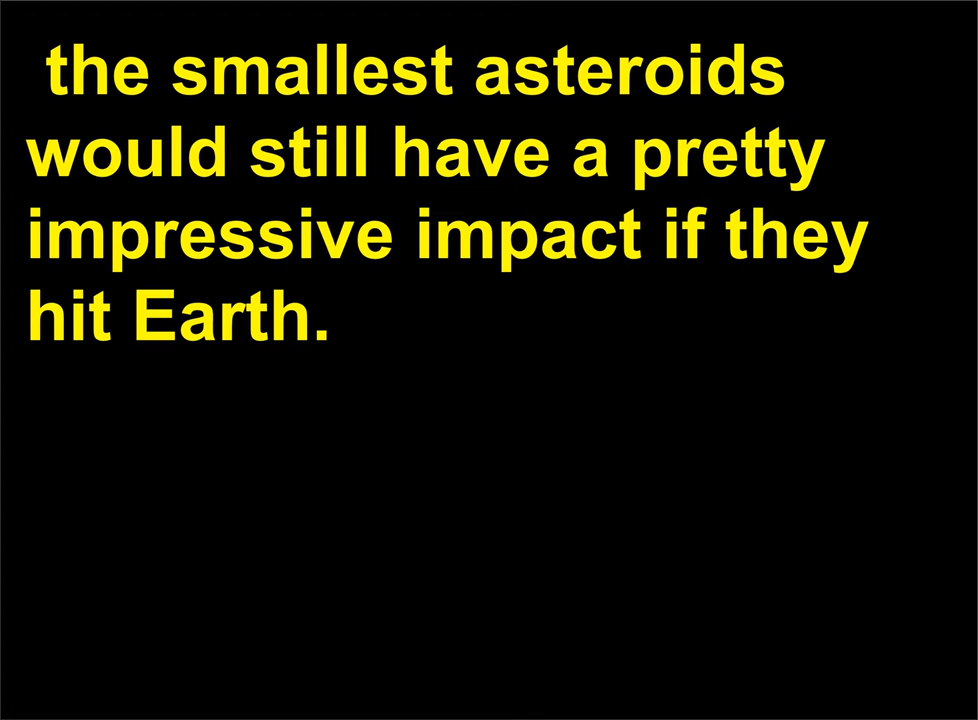 the smallest asteroids
would still have a pretty
impressive impact if they
hit Earth.